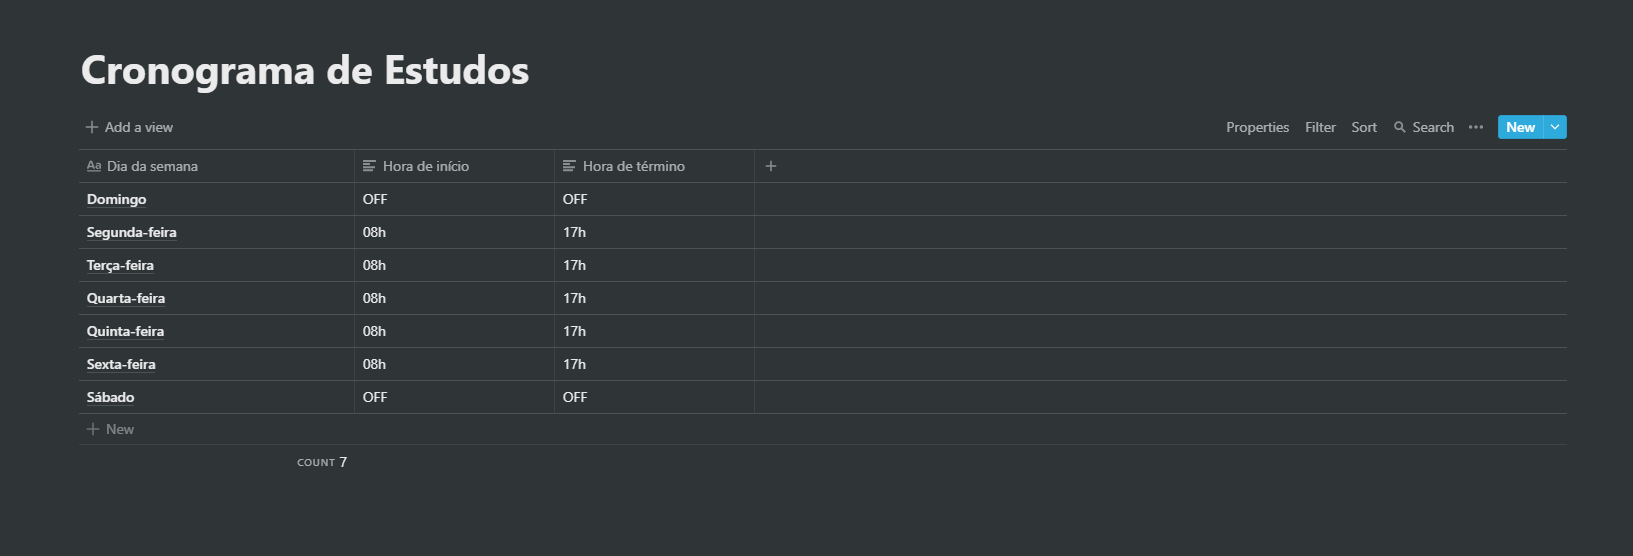 Cronograma de Estudos
Add a view
Properties Filter Sort Search ••• New
Aa Dia da semana Hora de início Hora de término +
Domingo OFF OFF
Segunda-feira 08h 17h
Terça-feira 08h 17h
Quarta-feira 08h 17h
Quinta-feira 08h 17h
Sexta-feira 08h 17h
Sábado OFF OFF
+ New
COUNT 7